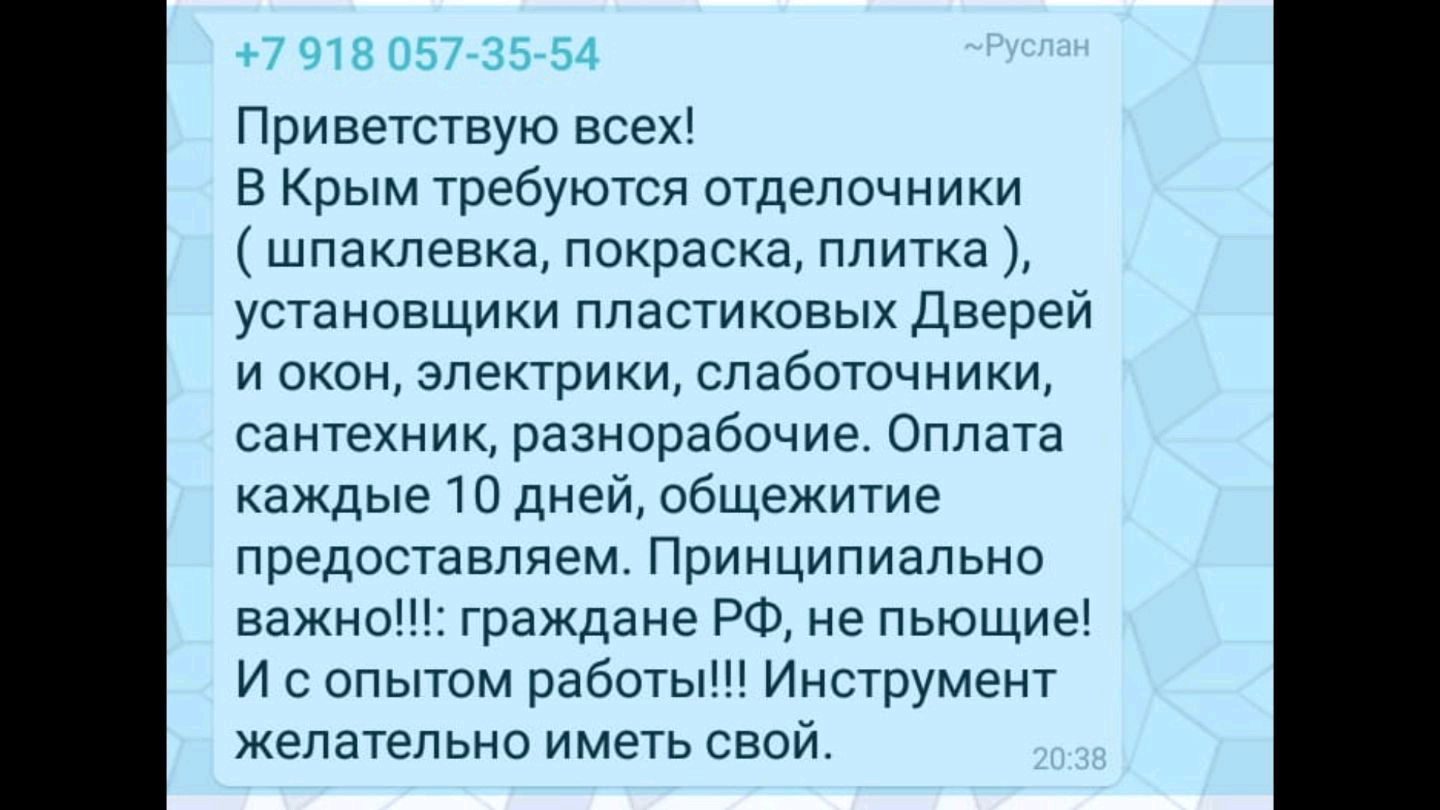 +7 918 057-35-54 ~Руслан
Приветствую всех!
В Крым требуются отделочники
( шпаклевка, покраска, плитка ),
установщики пластиковых Дверей
и окон, электрики, слаботочники,
сантехник, разнорабочие. Оплата
каждые 10 дней, общежитие
предоставляем. Принципиально
важно!!!: граждане РФ, не пьющие!
И с опытом работы!!! Инструмент
желательно иметь свой.
20:38